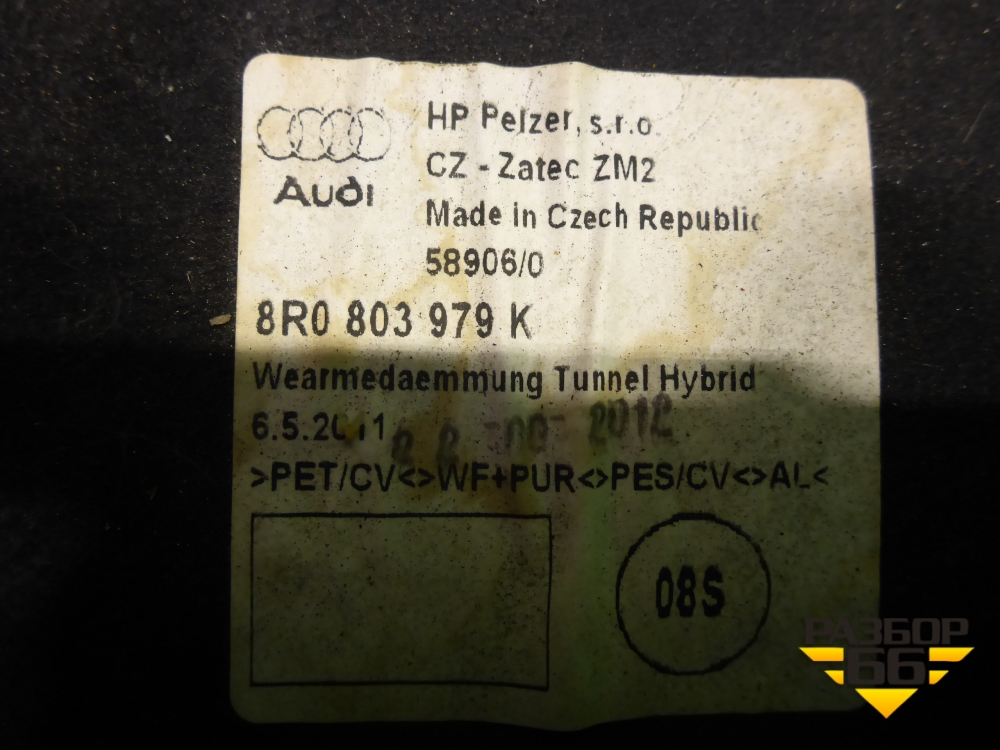 HP Pelzer, s.r.o.
CZ - Zatec ZM2
Audi
Made in Czech Republic
58906/0
8R0 803 979 K
Wearmedaemmung Tunnel Hybrid
6.5.2011
2012
>PET/CV<>WF+PUR<>PES/CV<>AL<
08S
РАЗБОР
66